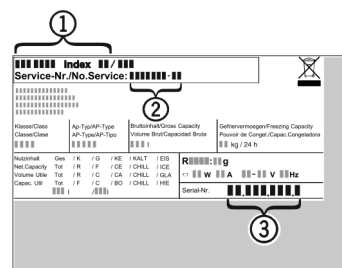 1
Index /
Service-Nr./No.Service: -
2
Klasse/Class
Classe/Clase
Ap-Typ/AP-Type
AP-Type/AP-Tipo
Bruttoinhalt/Gross Capacity
Volume Brut/Capacidad Bruta
l
Gefriervermoegen/Freezing Capacity
Pouvoir de Congel./Capac.Congeladora
kg / 24 h
Nutzinhalt Ges / K / G / KE / KALT / EIS
Net.Capacity Tot / R / F / CE / CHILL / ICE
Volume Utile Tot / R / C / CA / CHILL / GLA
Capac. Util Tot / F / C / BO / CHILL / HIE
l / l
R : g
W A - V Hz
Serial-Nr. . . .
3